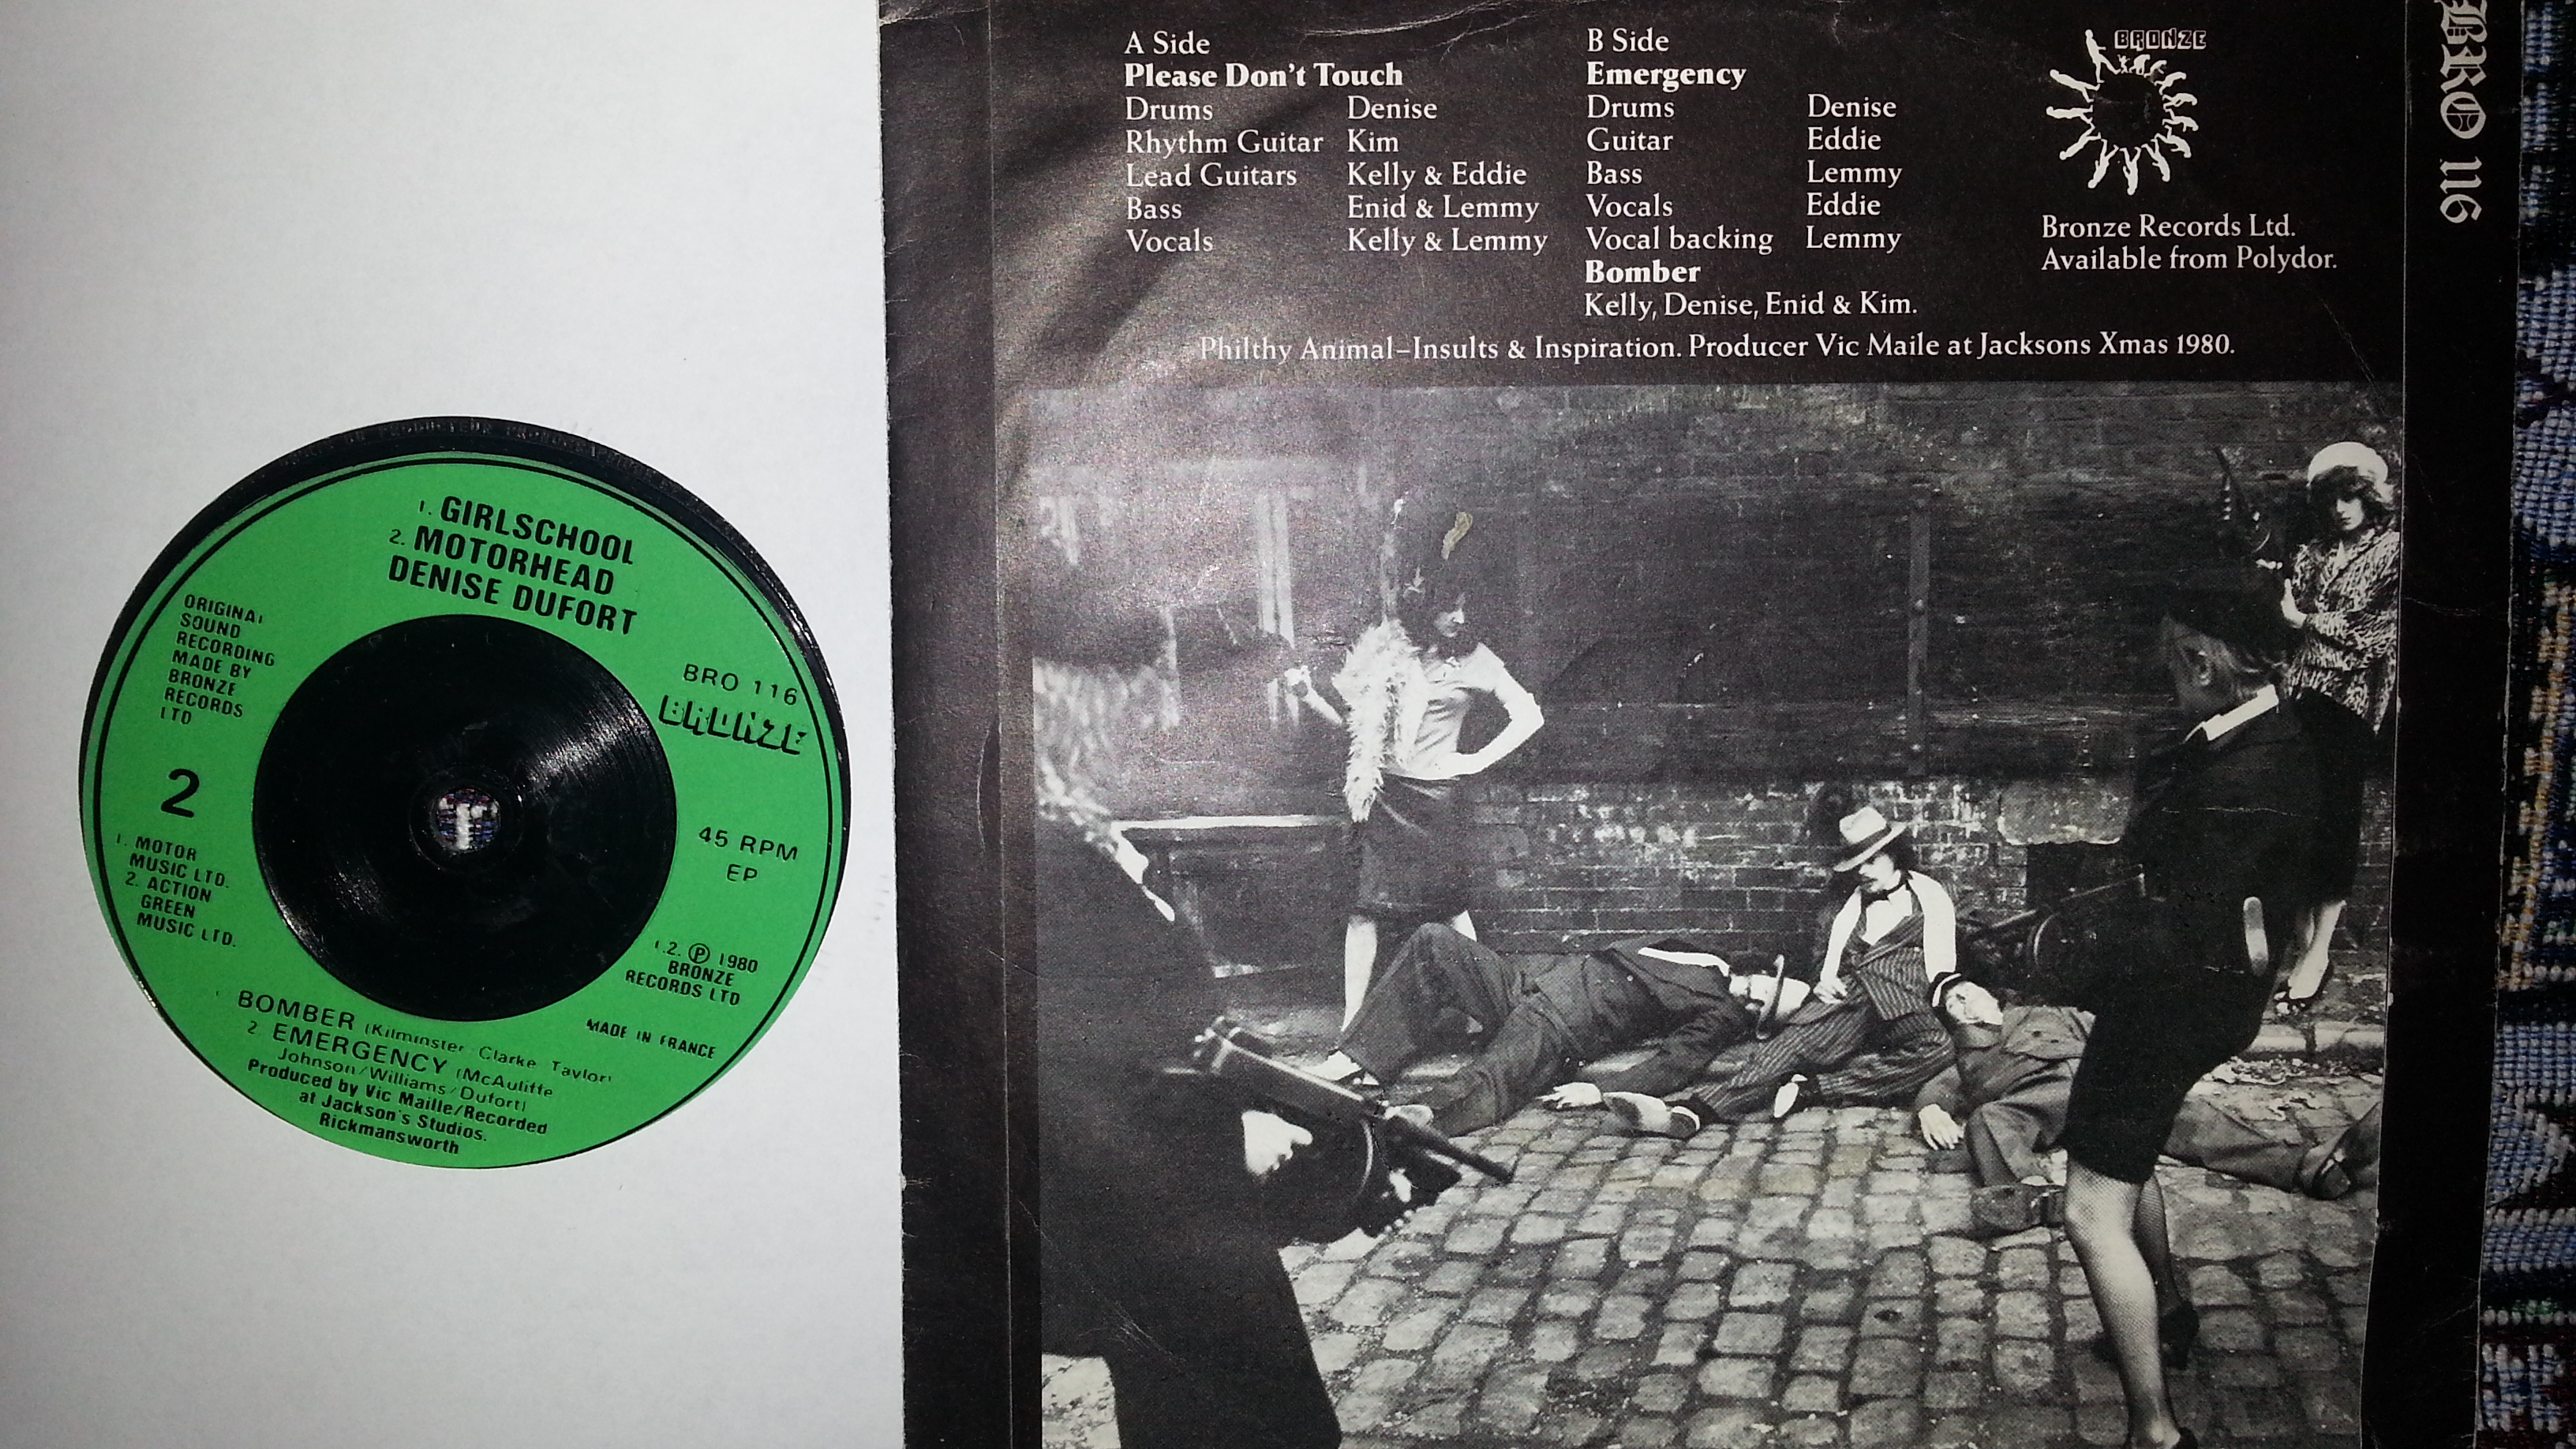 1. GIRLSCHOOL
2. MOTORHEAD
DENISE DUFORT
ORIGINAL
SOUND
RECORDING
MADE BY
BRONZE
RECORDS
LTD
BRO 116
BRONZE
2
45 RPM
EP
1. MOTOR
MUSIC LTD.
2. ACTION
GREEN
MUSIC LTD.
1.2. Ⓟ 1980
BRONZE
RECORDS LTD
MADE IN FRANCE
BOMBER (Kilminster Clarke Taylor)
2. EMERGENCY (McAuliffe
Johnson/Williams/Dufort)
Produced by Vic Maille/Recorded
at Jackson's Studios.
Rickmansworth
A Side
Please Don't Touch
Drums Denise
Rhythm Guitar Kim
Lead Guitars Kelly & Eddie
Bass Enid & Lemmy
Vocals Kelly & Lemmy
B Side
Emergency
Drums Denise
Guitar Eddie
Bass Lemmy
Vocals Eddie
Vocal backing Lemmy
Bomber
Kelly, Denise, Enid & Kim.
Philthy Animal–Insults & Inspiration. Producer Vic Maile at Jacksons Xmas 1980.
BRONZE
Bronze Records Ltd.
Available from Polydor.
BRO 116